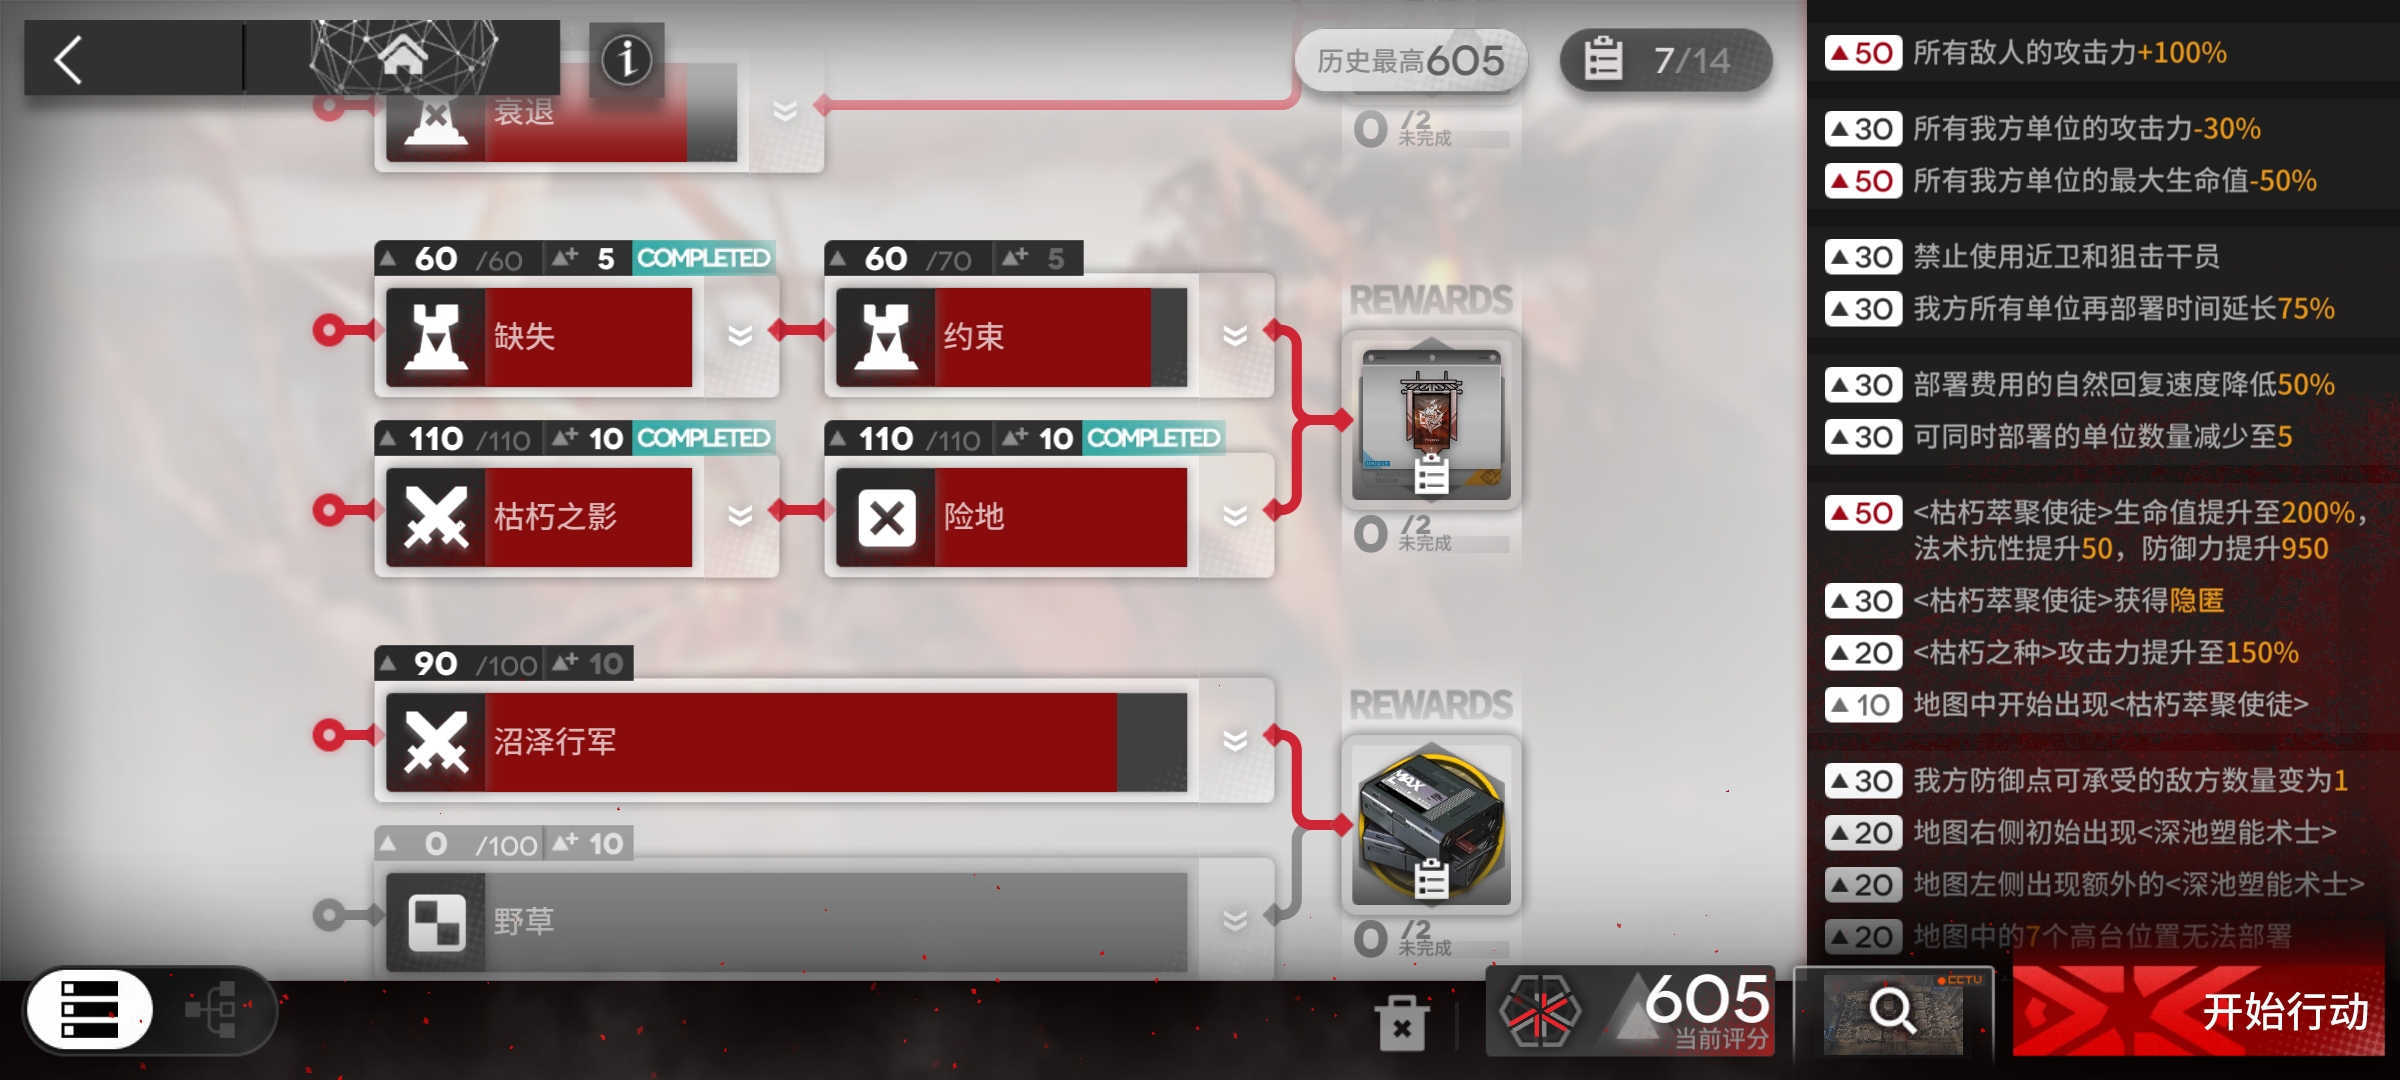 历史最高605
7/14
衰退
0/2
未完成
60/60 5 COMPLETED
缺失
60/70 5
约束
REWARDS
110/110 10 COMPLETED
枯朽之影
110/110 10 COMPLETED
险地
0/2
未完成
90/100 10
沼泽行军
REWARDS
MAX
0/100 10
野草
0/2
未完成
605
当前评分
CCTV
开始行动
50 所有敌人的攻击力+100%
30 所有我方单位的攻击力-30%
50 所有我方单位的最大生命值-50%
30 禁止使用近卫和狙击干员
30 我方所有单位再部署时间延长75%
30 部署费用的自然回复速度降低50%
30 可同时部署的单位数量减少至5
50 <枯朽萃聚使徒>生命值提升至200%，
法术抗性提升50，防御力提升950
30 <枯朽萃聚使徒>获得隐匿
20 <枯朽之种>攻击力提升至150%
10 地图中开始出现<枯朽萃聚使徒>
30 我方防御点可承受的敌方数量变为1
20 地图右侧初始出现<深池塑能术士>
20 地图左侧出现额外的<深池塑能术士>
20 地图中的7个高台位置无法部署